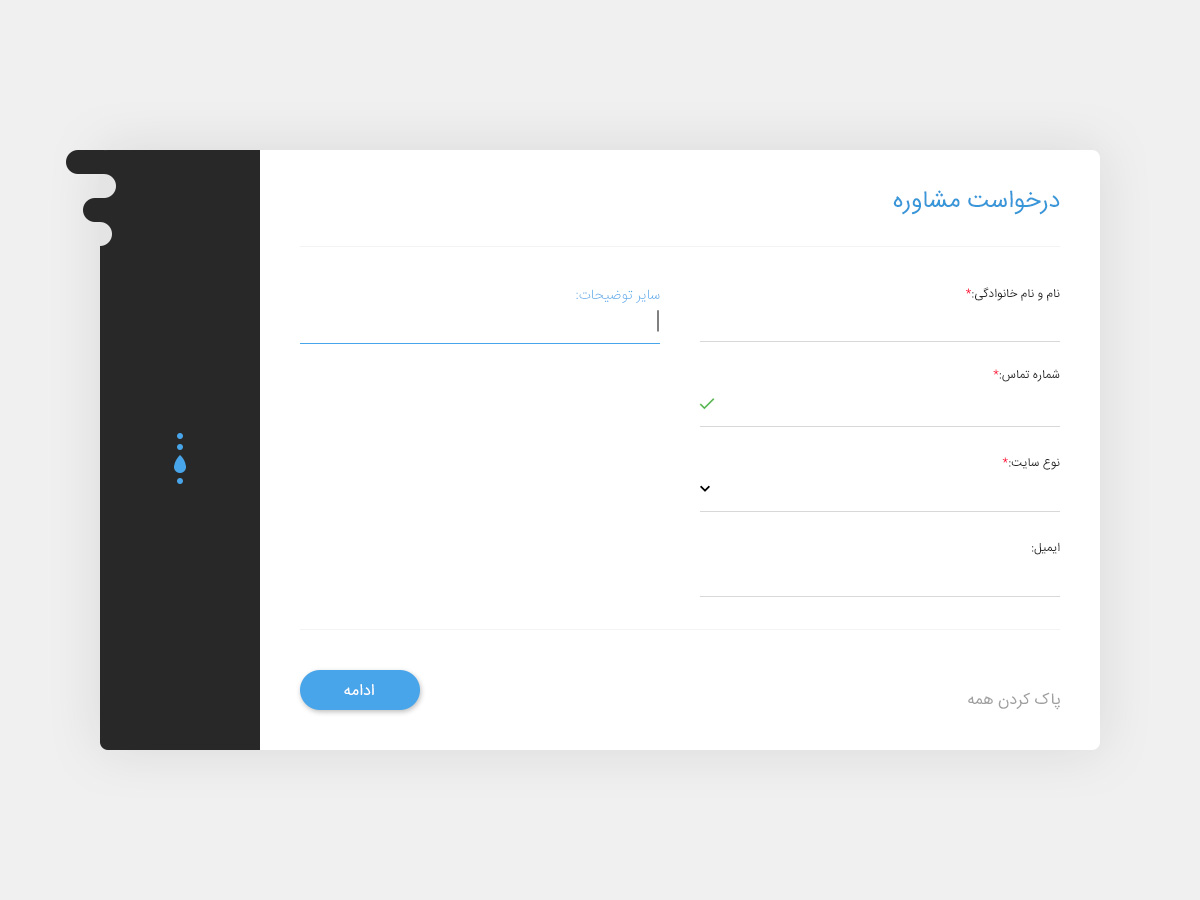 درخواست مشاوره
نام و نام خانوادگی:*
شماره تماس:*
نوع سایت:*
ایمیل:
سایر توضیحات:
پاک کردن همه
ادامه